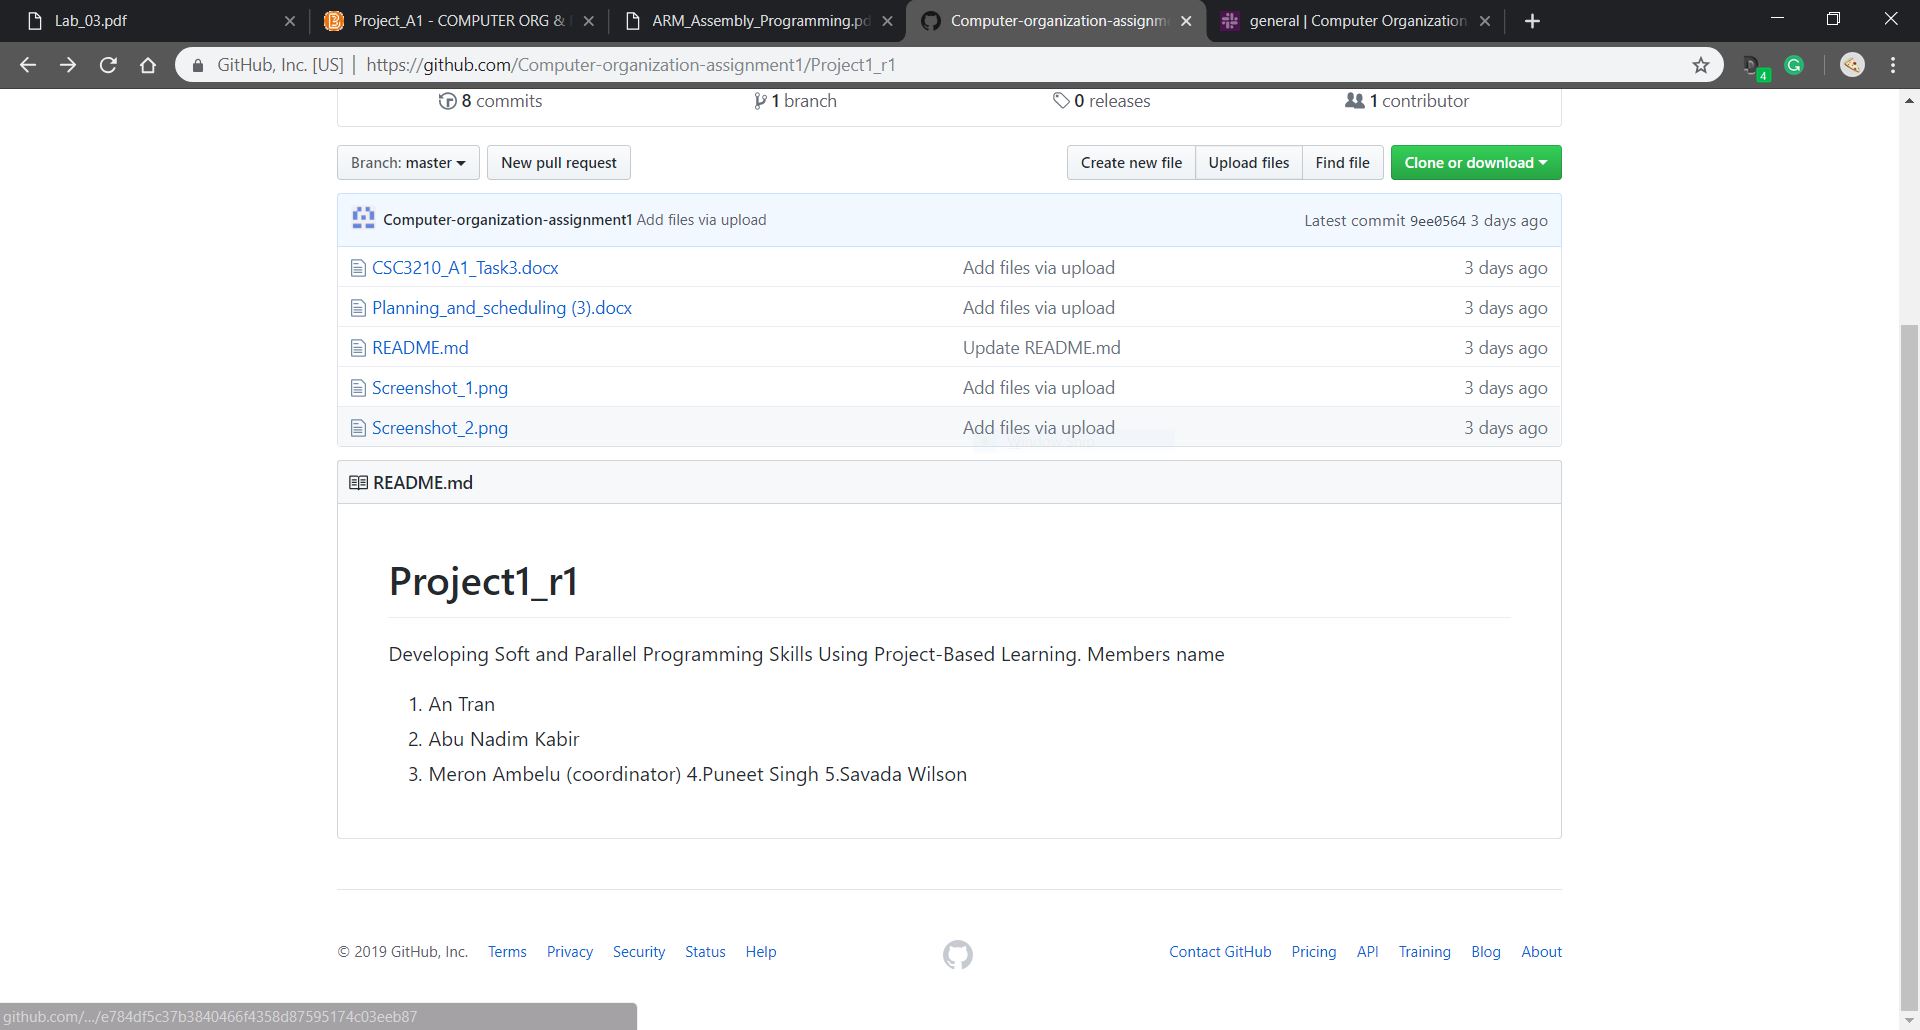 Lab_03.pdf
Project_A1 - COMPUTER ORG &
ARM_Assembly_Programming.pd
Computer-organization-assignm
general | Computer Organization
GitHub, Inc. [US] | https://github.com/Computer-organization-assignment1/Project1_r1
4
8 commits 1 branch 0 releases 1 contributor
Branch: master New pull request Create new file Upload files Find file Clone or download
Computer-organization-assignment1 Add files via upload Latest commit 9ee0564 3 days ago
CSC3210_A1_Task3.docx Add files via upload 3 days ago
Planning_and_scheduling (3).docx Add files via upload 3 days ago
README.md Update README.md 3 days ago
Screenshot_1.png Add files via upload 3 days ago
Screenshot_2.png Add files via upload 3 days ago
README.md
Project1_r1
Developing Soft and Parallel Programming Skills Using Project-Based Learning. Members name
1. An Tran
2. Abu Nadim Kabir
3. Meron Ambelu (coordinator) 4.Puneet Singh 5.Savada Wilson
© 2019 GitHub, Inc. Terms Privacy Security Status Help Contact GitHub Pricing API Training Blog About
github.com/.../e784df5c37b3840466f4358d87595174c03eeb87